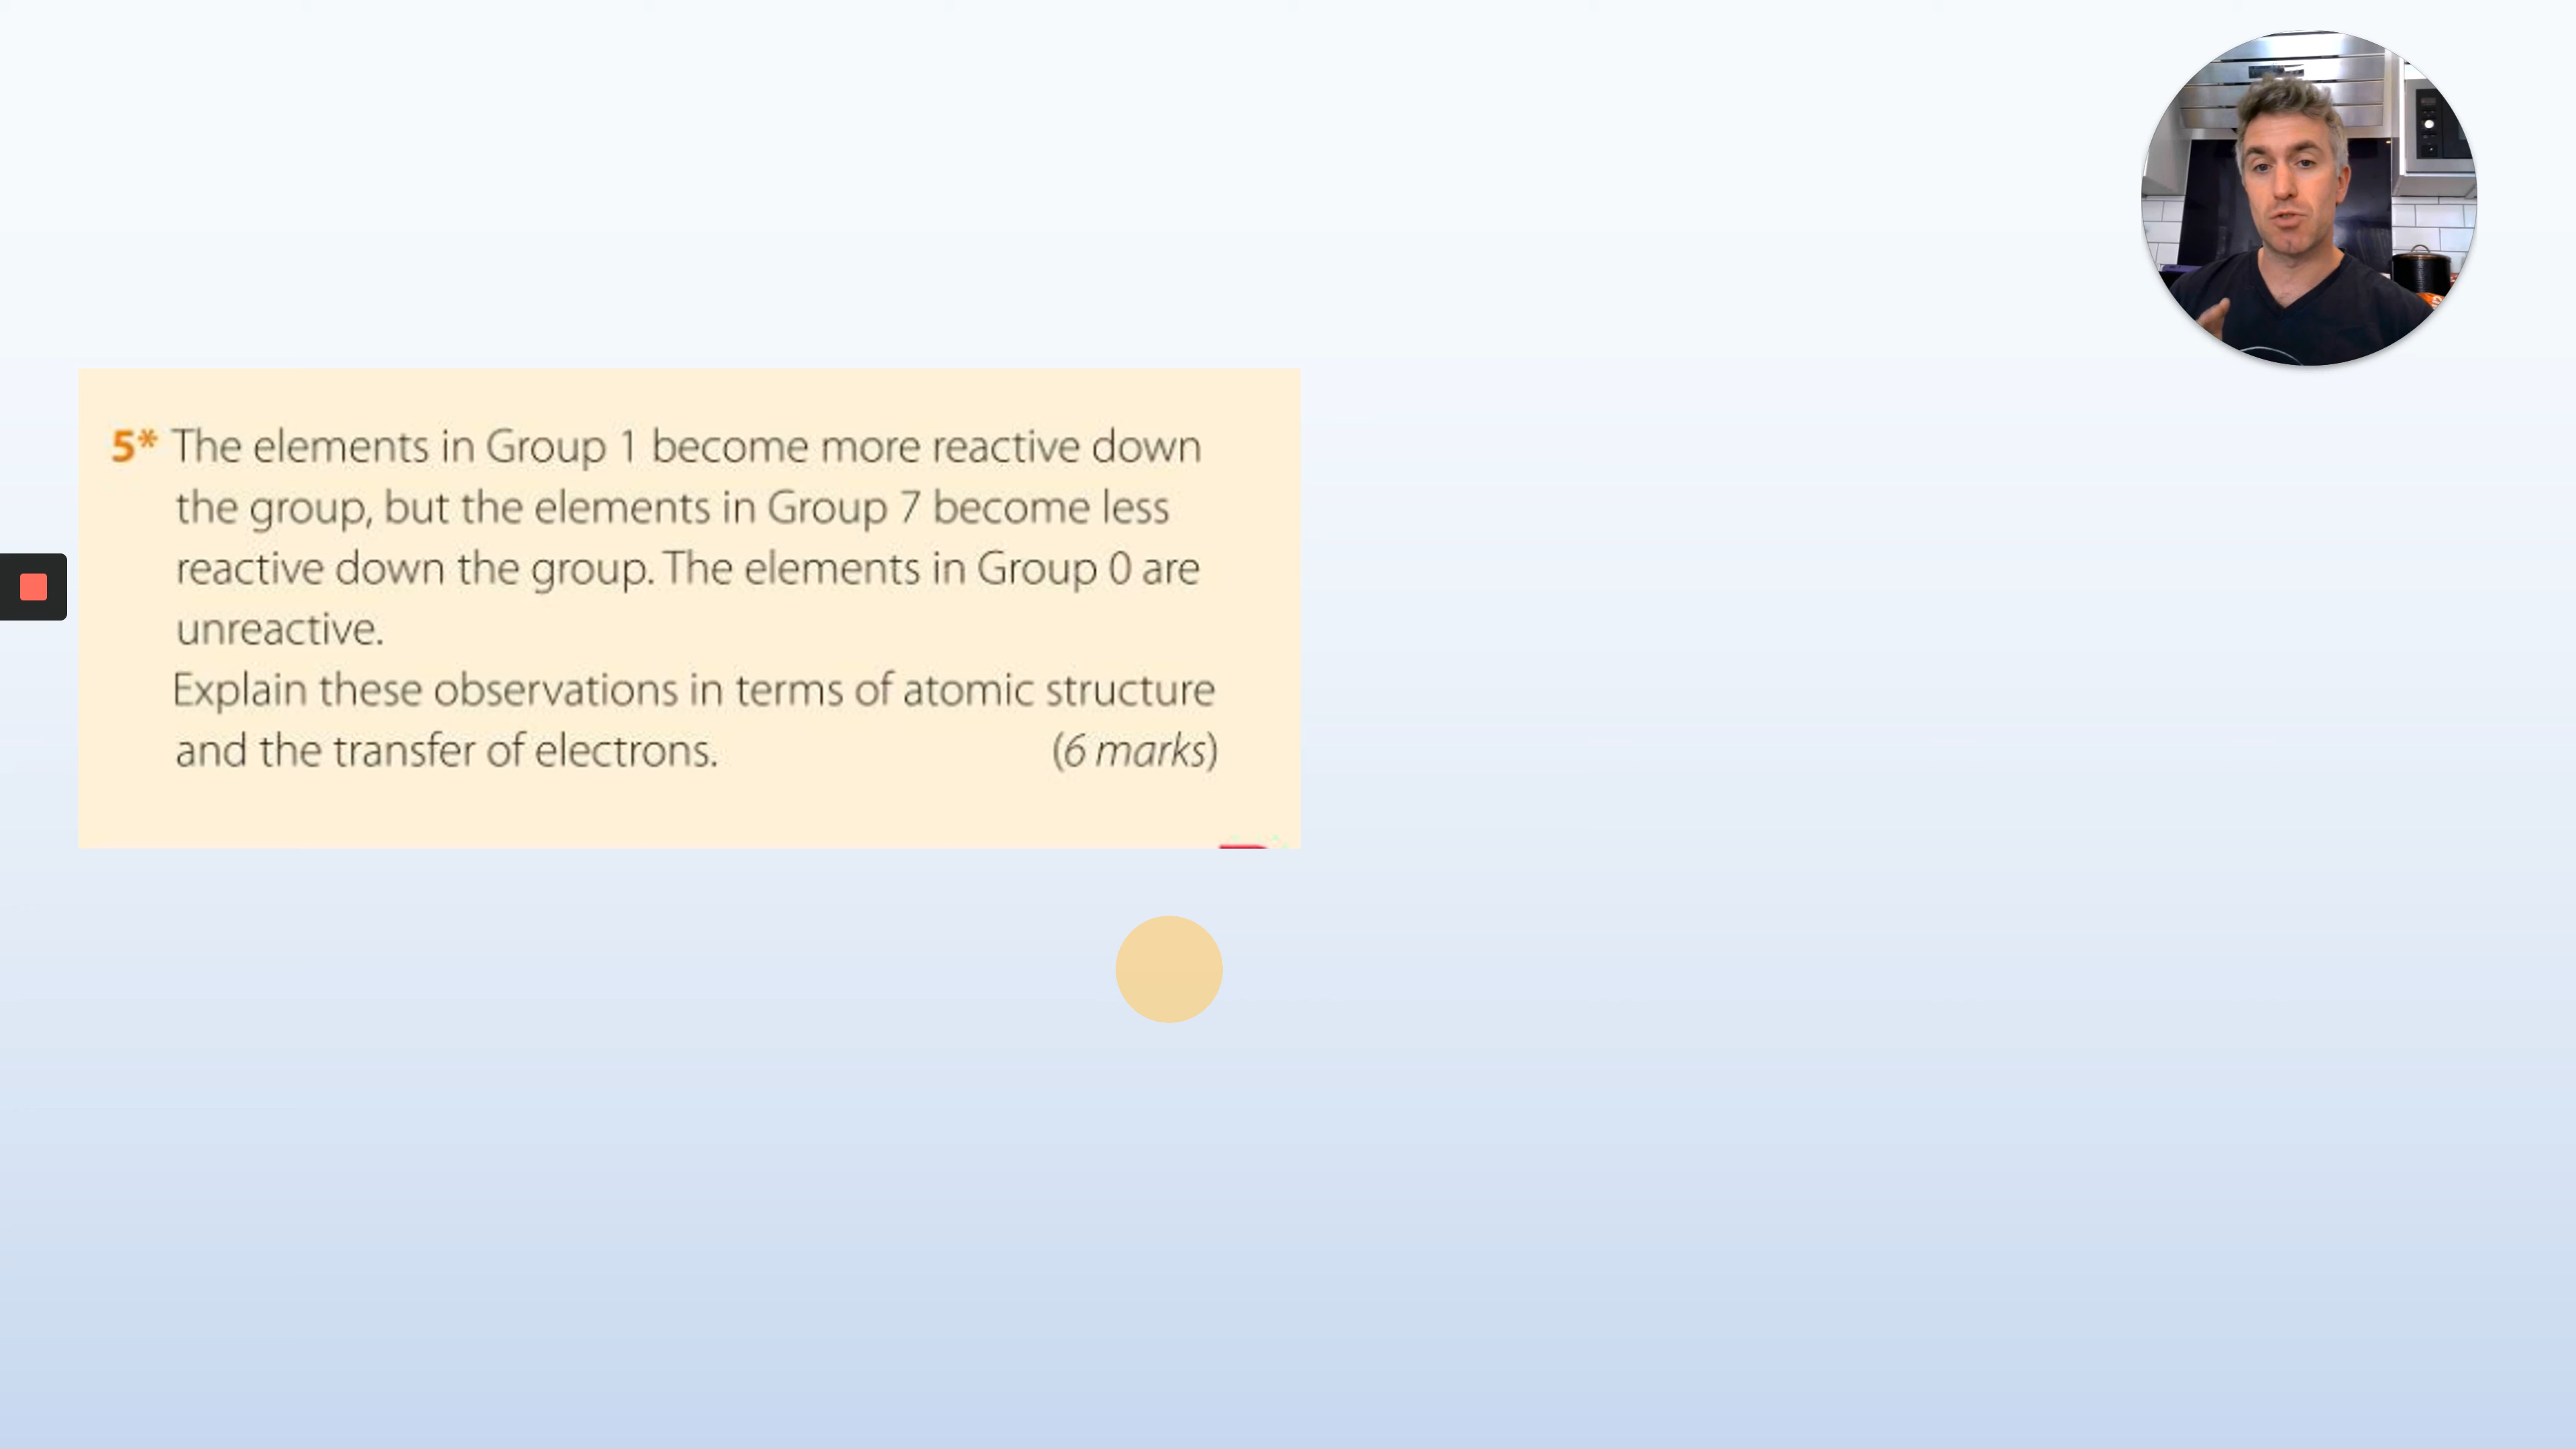 5* The elements in Group 1 become more reactive down
the group, but the elements in Group 7 become less
reactive down the group. The elements in Group 0 are
unreactive.
Explain these observations in terms of atomic structure
and the transfer of electrons. (6 marks)